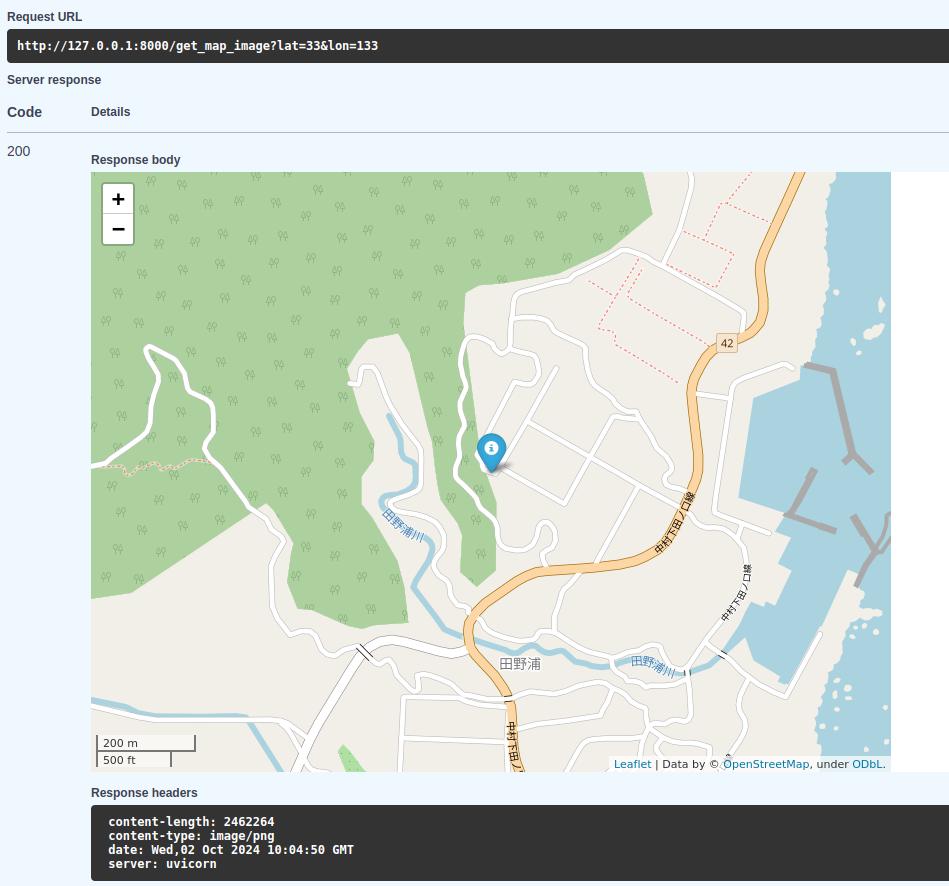 Request URL
http://127.0.0.1:8000/get_map_image?lat=33&lon=133
Server response
Code
Details
200
Response body
+
−
42
中村下田ノ口線
田野浦川
中村下田ノ口線
田野浦
田野浦川
中村下田ノ
200 m
500 ft
Leaflet | Data by © OpenStreetMap, under ODbL.
Response headers
content-length: 2462264
content-type: image/png
date: Wed,02 Oct 2024 10:04:50 GMT
server: uvicorn